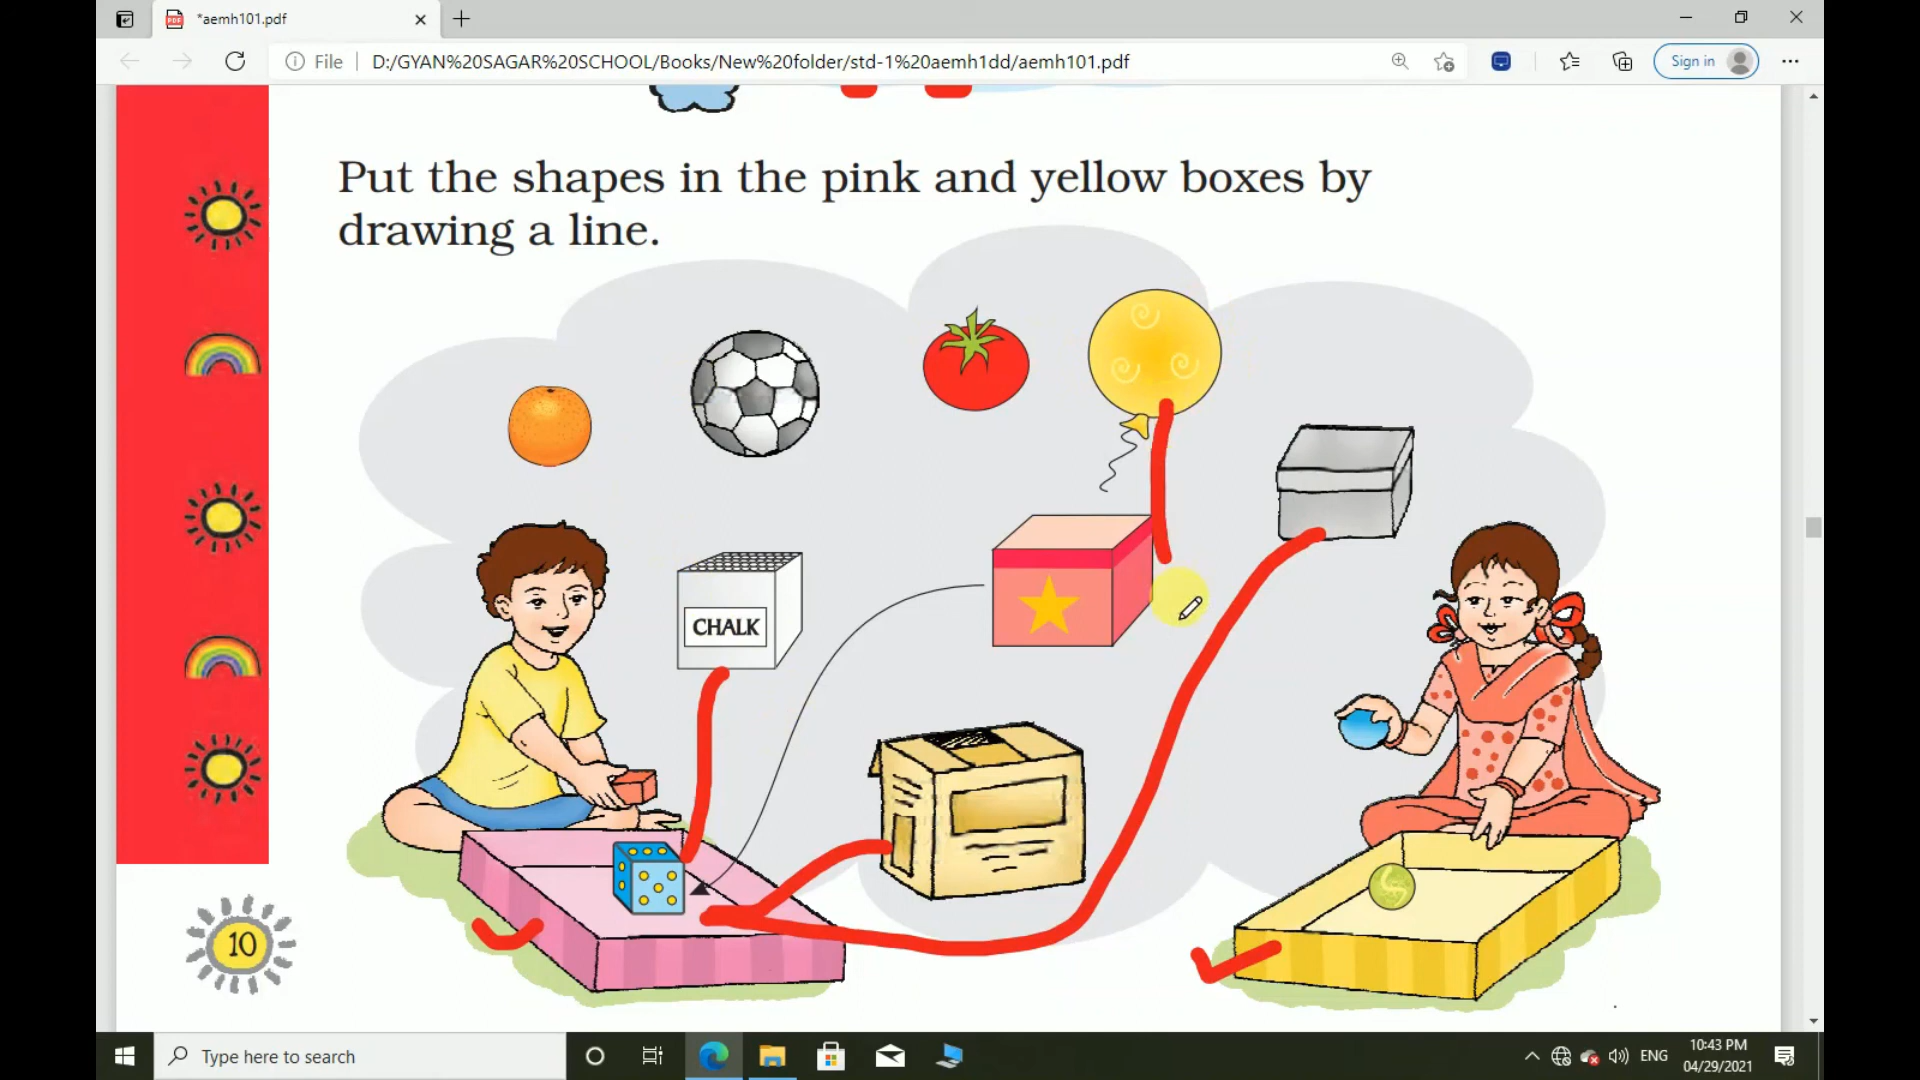 *aemh101.pdf
File
D:/GYAN%20SAGAR%20SCHOOL/Books/New%20folder/std-1%20aemh1dd/aemh101.pdf
Sign in
Put the shapes in the pink and yellow boxes by
drawing a line.
CHALK
10
Type here to search
ENG
10:43 PM
04/29/2021